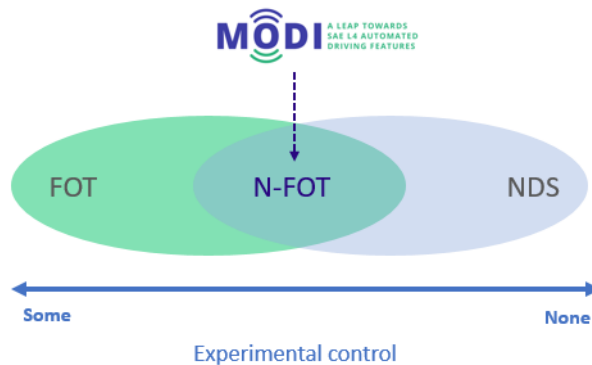 MODI
A LEAP TOWARDS
SAE L4 AUTOMATED
DRIVING FEATURES
FOT
N-FOT
NDS
Some
None
Experimental control